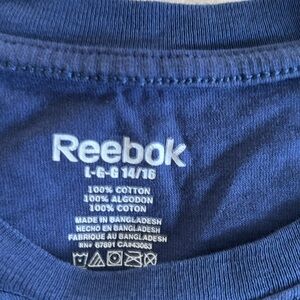 Reebok
L-G-G 14/16
100% COTTON
100% ALGODON
100% COTON
MADE IN BANGLADESH
HECHO EN BANGLADESH
FABRIQUE AU BANGLADESH
RN# 67891 CA#43063